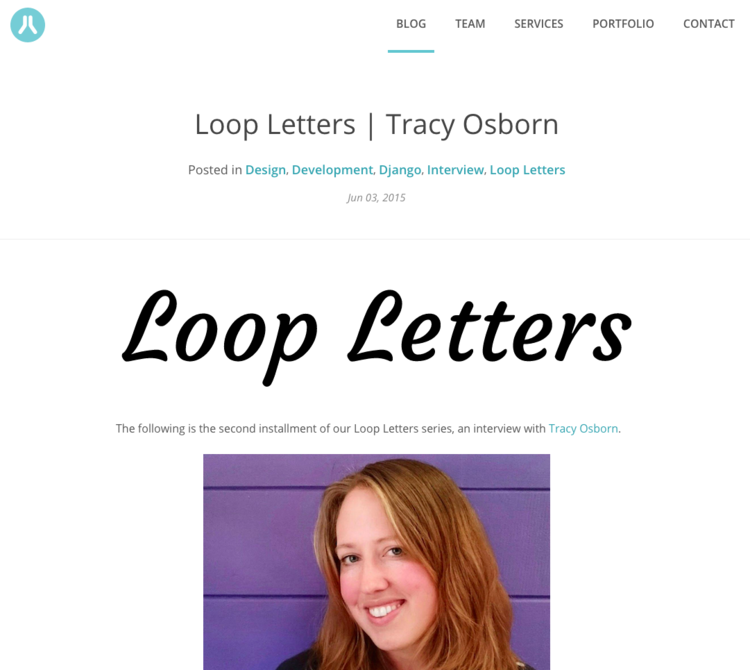 BLOG TEAM SERVICES PORTFOLIO CONTACT
Loop Letters | Tracy Osborn
Posted in Design, Development, Django, Interview, Loop Letters
Jun 03, 2015
Loop Letters
The following is the second installment of our Loop Letters series, an interview with Tracy Osborn.